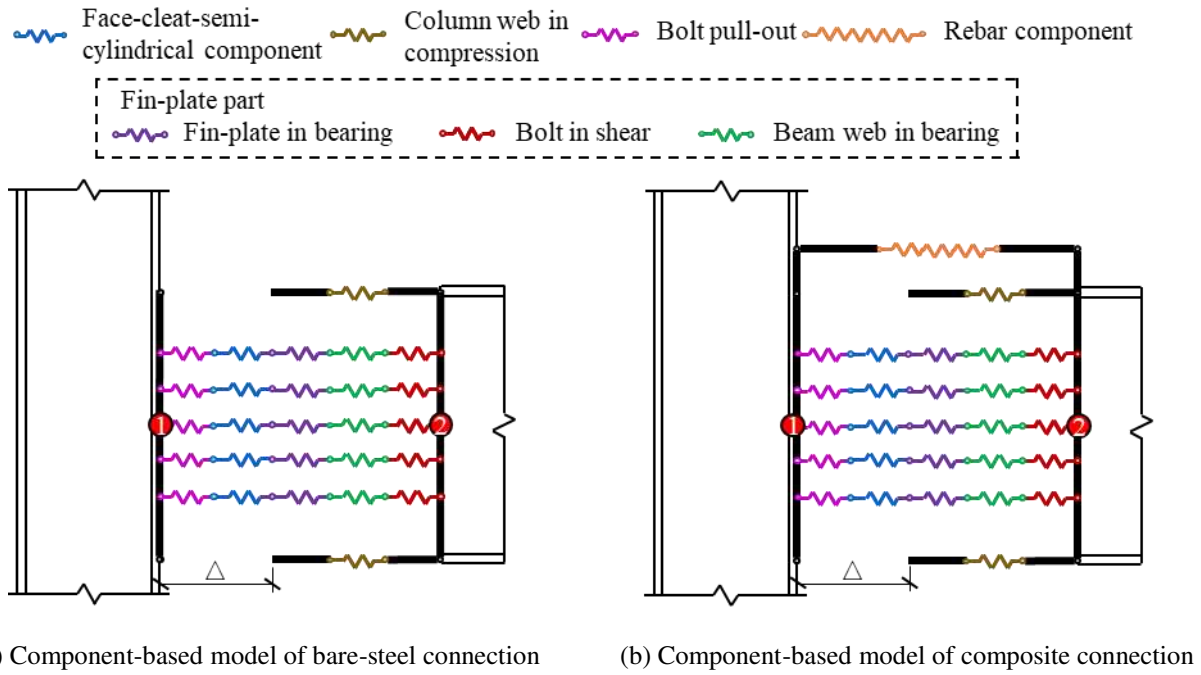 Face-cleat-semi-
cylindrical component
Column web in
compression
Bolt pull-out
Rebar component
Fin-plate part
Fin-plate in bearing
Bolt in shear
Beam web in bearing
1
2
△
1
2
△
) Component-based model of bare-steel connection
(b) Component-based model of composite connection